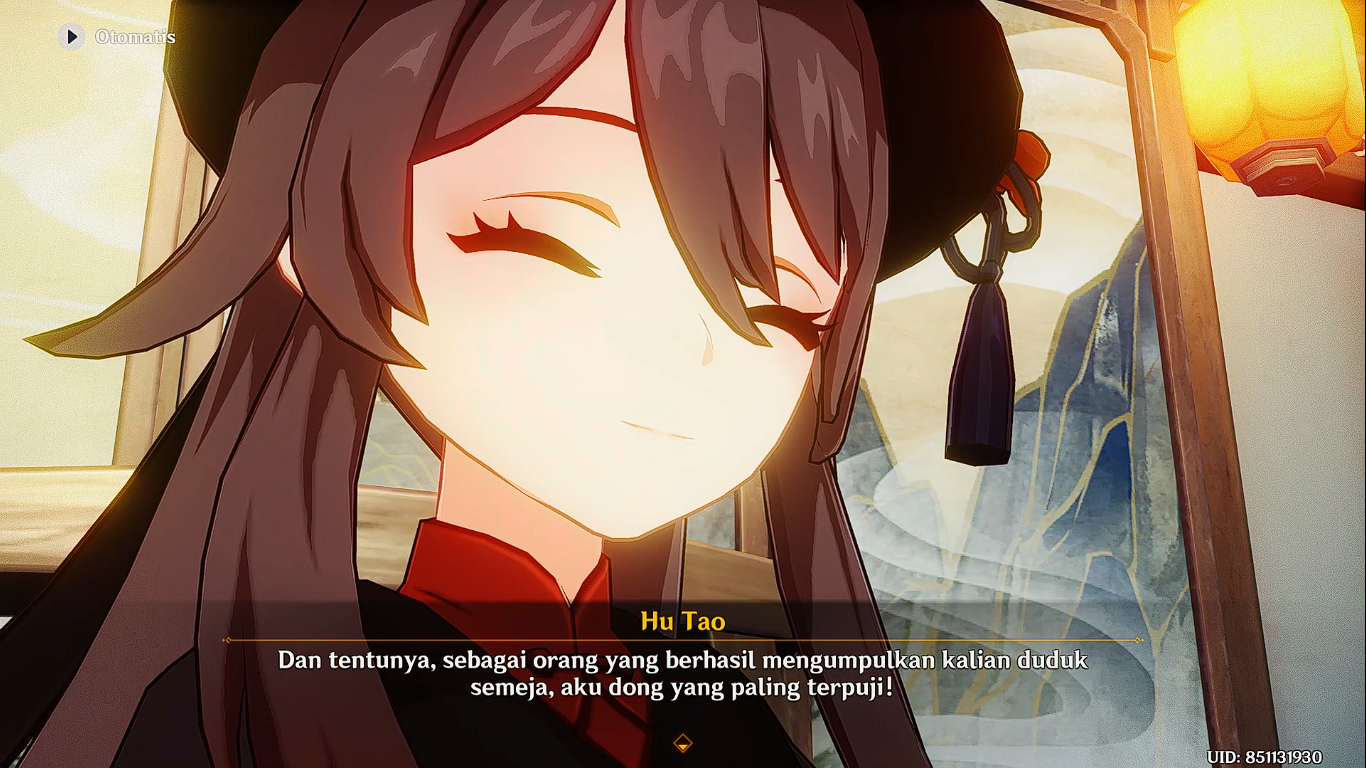 Otomatis
Hu Tao
Dan tentunya, sebagai orang yang berhasil mengumpulkan kalian duduk
semeja, aku dong yang paling terpuji!
UID: 851131930